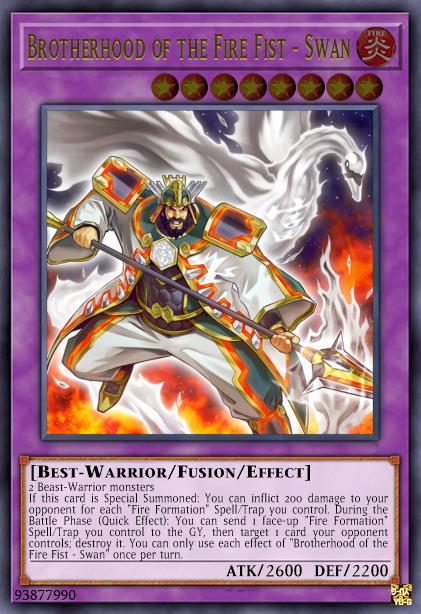 BROTHERHOOD OF THE FIRE FIST - SWAN
FIRE
炎
[BEST-WARRIOR/FUSION/EFFECT]
2 Beast-Warrior monsters
If this card is Special Summoned: You can inflict 200 damage to your
opponent for each "Fire Formation" Spell/Trap you control. During the
Battle Phase (Quick Effect): You can send 1 face-up "Fire Formation"
Spell/Trap you control to the GY, then target 1 card your opponent
controls; destroy it. You can only use each effect of "Brotherhood of the
Fire Fist - Swan" once per turn.
ATK/2600 DEF/2200
93877990